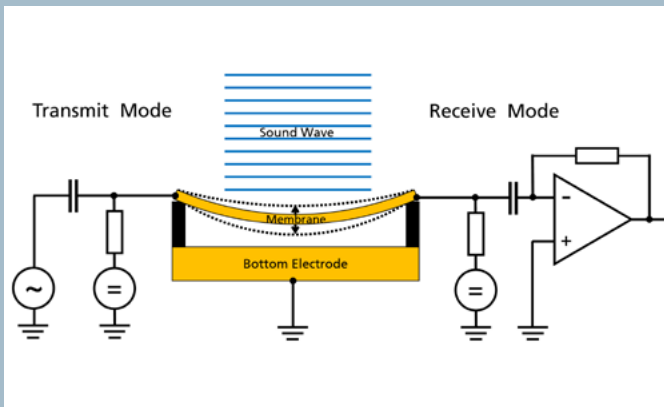 Transmit Mode
Receive Mode
Sound Wave
Membrane
Bottom Electrode
~
=
=
−
+